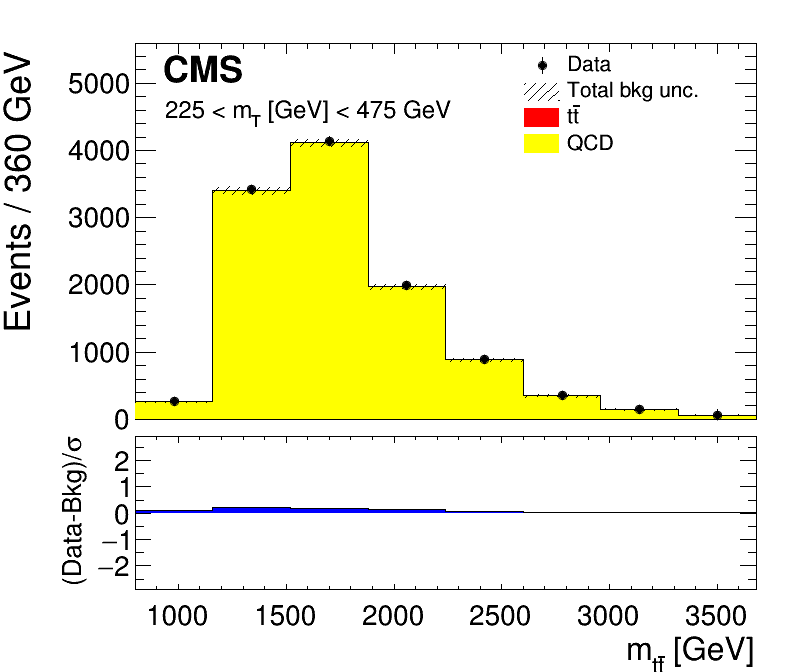 Events / 360 GeV
CMS
225 < m_T [GeV] < 475 GeV
Data
Total bkg unc.
tt̄
QCD
5000
4000
3000
2000
1000
0
(Data-Bkg)/σ
2
1
0
−1
−2
1000 1500 2000 2500 3000 3500
m_tt̄ [GeV]